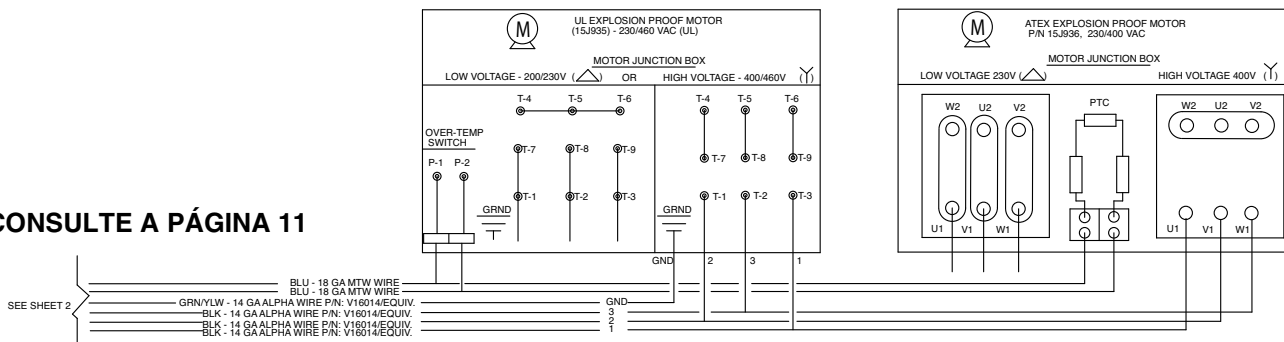 M
UL EXPLOSION PROOF MOTOR
(15J935) - 230/460 VAC (UL)
MOTOR JUNCTION BOX
LOW VOLTAGE - 200/230V ( ) OR HIGH VOLTAGE - 400/460V ( )
T-4 T-5 T-6
T-4 T-5 T-6
OVER-TEMP
SWITCH
P-1 P-2
T-7 T-8 T-9
T-7 T-8 T-9
T-1 T-2 T-3
T-1 T-2 T-3
GRND
GRND
GND 2 3 1
M
ATEX EXPLOSION PROOF MOTOR
P/N 15J936, 230/400 VAC
MOTOR JUNCTION BOX
LOW VOLTAGE 230V ( ) HIGH VOLTAGE 400V ( )
W2 U2 V2
PTC
W2 U2 V2
U1 V1 W1
U1 V1 W1
CONSULTE A PÁGINA 11
SEE SHEET 2
BLU - 18 GA MTW WIRE
BLU - 18 GA MTW WIRE
GRN/YLW - 14 GA ALPHA WIRE P/N: V16014/EQUIV. GND
BLK - 14 GA ALPHA WIRE P/N: V16014/EQUIV. 3
BLK - 14 GA ALPHA WIRE P/N: V16014/EQUIV. 2
BLK - 14 GA ALPHA WIRE P/N: V16014/EQUIV. 1